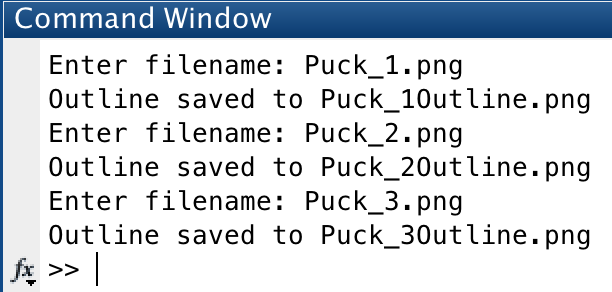 Command Window
Enter filename: Puck_1.png
Outline saved to Puck_1Outline.png
Enter filename: Puck_2.png
Outline saved to Puck_2Outline.png
Enter filename: Puck_3.png
Outline saved to Puck_3Outline.png
fx >>